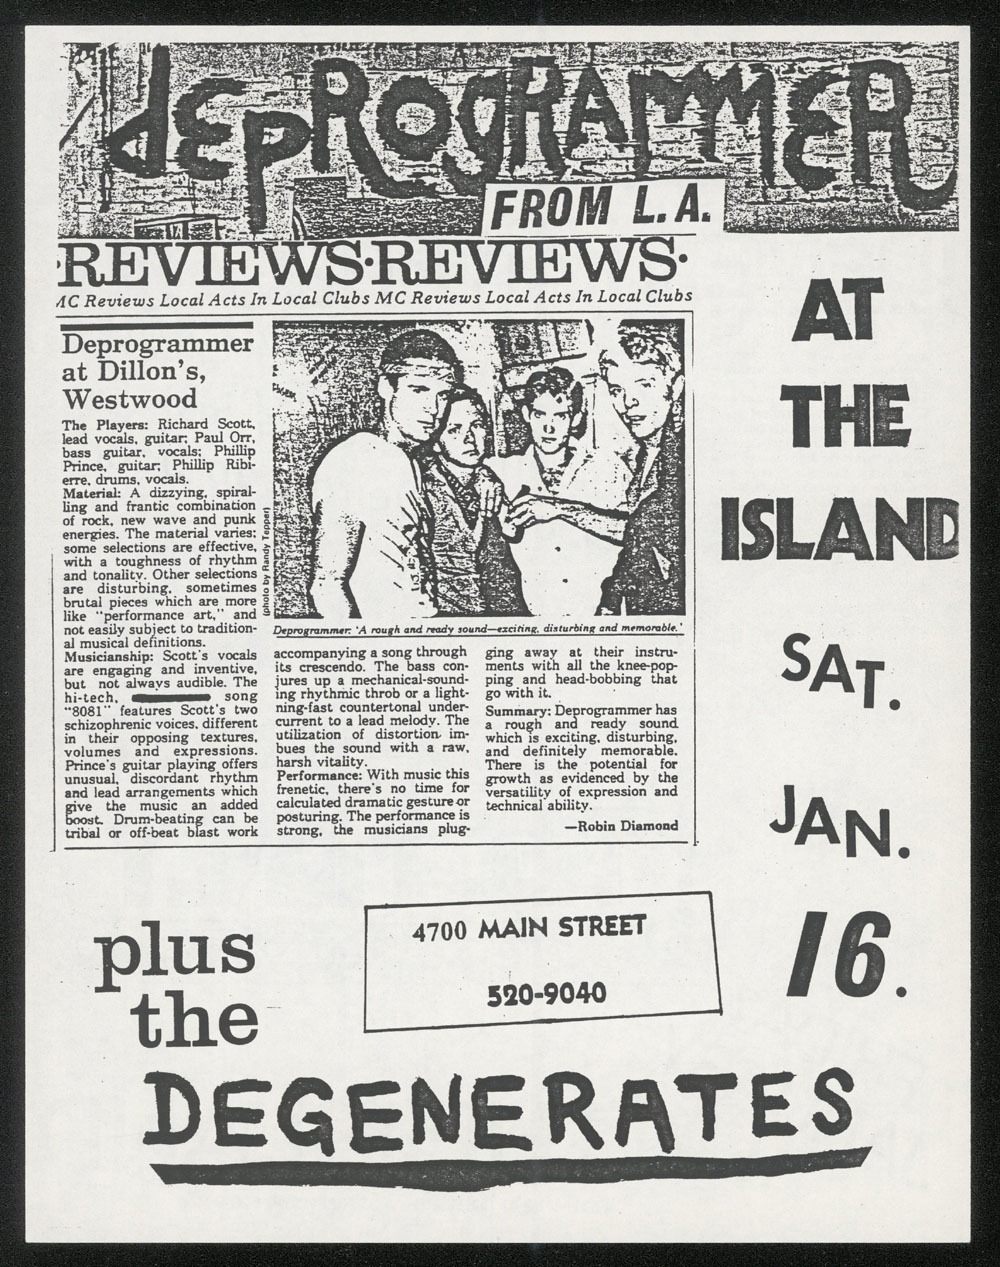 dEPROgRAMMER
FROM L.A.
·REVIEWS·REVIEWS·
MC Reviews Local Acts In Local Clubs MC Reviews Local Acts In Local Clubs
Deprogrammer
at Dillon's,
Westwood
The Players: Richard Scott,
lead vocals, guitar; Paul Orr,
bass guitar, vocals; Phillip
Prince, guitar; Phillip Ribi-
erre, drums, vocals.
Material: A dizzying, spiral-
ling and frantic combination
of rock, new wave and punk
energies. The material varies;
some selections are effective,
with a toughness of rhythm
and tonality. Other selections
are disturbing, sometimes
brutal pieces which are more
like "performance art," and
not easily subject to tradition-
al musical definitions.
Musicianship: Scott's vocals
are engaging and inventive,
but not always audible. The
hi-tech, song
"8081" features Scott's two
schizophrenic voices, different
in their opposing textures,
volumes and expressions.
Prince's guitar playing offers
unusual, discordant rhythm
and lead arrangements which
give the music an added
boost. Drum-beating can be
tribal or off-beat blast work
(photo by Randy Tepper)
Deprogrammer: 'A rough and ready sound—exciting, disturbing and memorable.'
accompanying a song through
its crescendo. The bass con-
jures up a mechanical-sound-
ing rhythmic throb or a light-
ning-fast countertonal under-
current to a lead melody. The
utilization of distortion im-
bues the sound with a raw,
harsh vitality.
Performance: With music this
frenetic, there's no time for
calculated dramatic gesture or
posturing. The performance is
strong, the musicians plug-
ging away at their instru-
ments with all the knee-pop-
ping and head-bobbing that
go with it.
Summary: Deprogrammer has
a rough and ready sound
which is exciting, disturbing,
and definitely memorable.
There is the potential for
growth as evidenced by the
versatility of expression and
technical ability.
—Robin Diamond
AT
THE
ISLAND
SAT.
JAN.
16.
4700 MAIN STREET
520-9040
plus
the
DEGENERATES